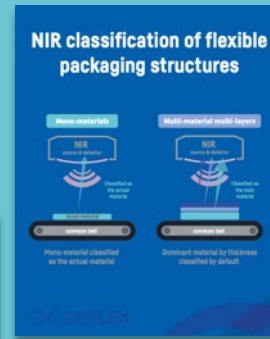 NIR classification of flexible
packaging structures
Mono-materials
Multi-material multi-layers
NIR
source & detector
Classified as
the actual
material
mono-material
conveyor belt
NIR
source & detector
Classified as
the main
material
conveyor belt
Mono-material classified
as the actual material
Dominant material by thickness
classified by default
CEFLEX